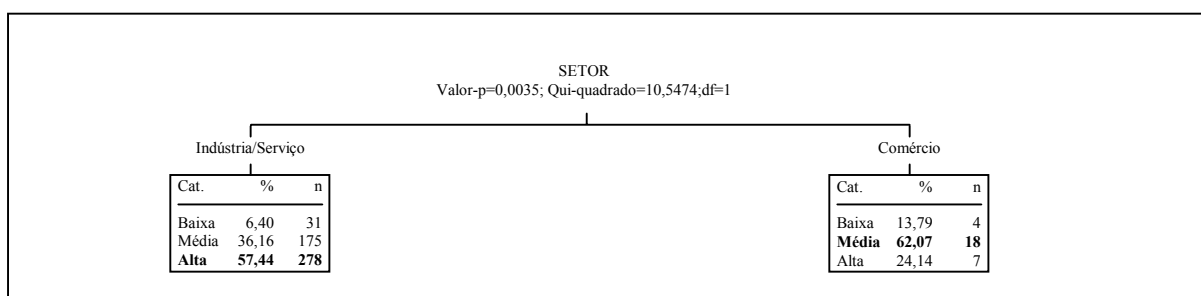 SETOR
Valor-p=0,0035; Qui-quadrado=10,5474;df=1
Indústria/Serviço
Cat. % n
Baixa 6,40 31
Média 36,16 175
Alta 57,44 278
Comércio
Cat. % n
Baixa 13,79 4
Média 62,07 18
Alta 24,14 7